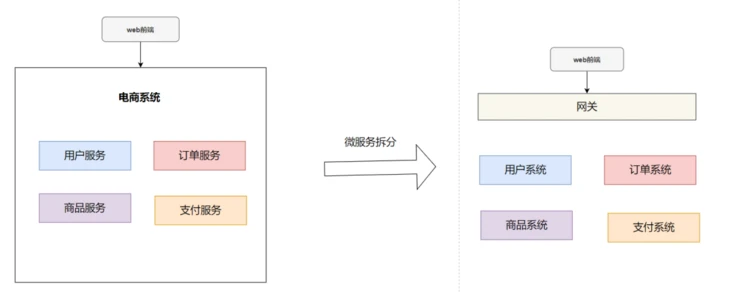 web前端
电商系统
用户服务
订单服务
商品服务
支付服务
微服务拆分
web前端
网关
用户系统
订单系统
商品系统
支付系统